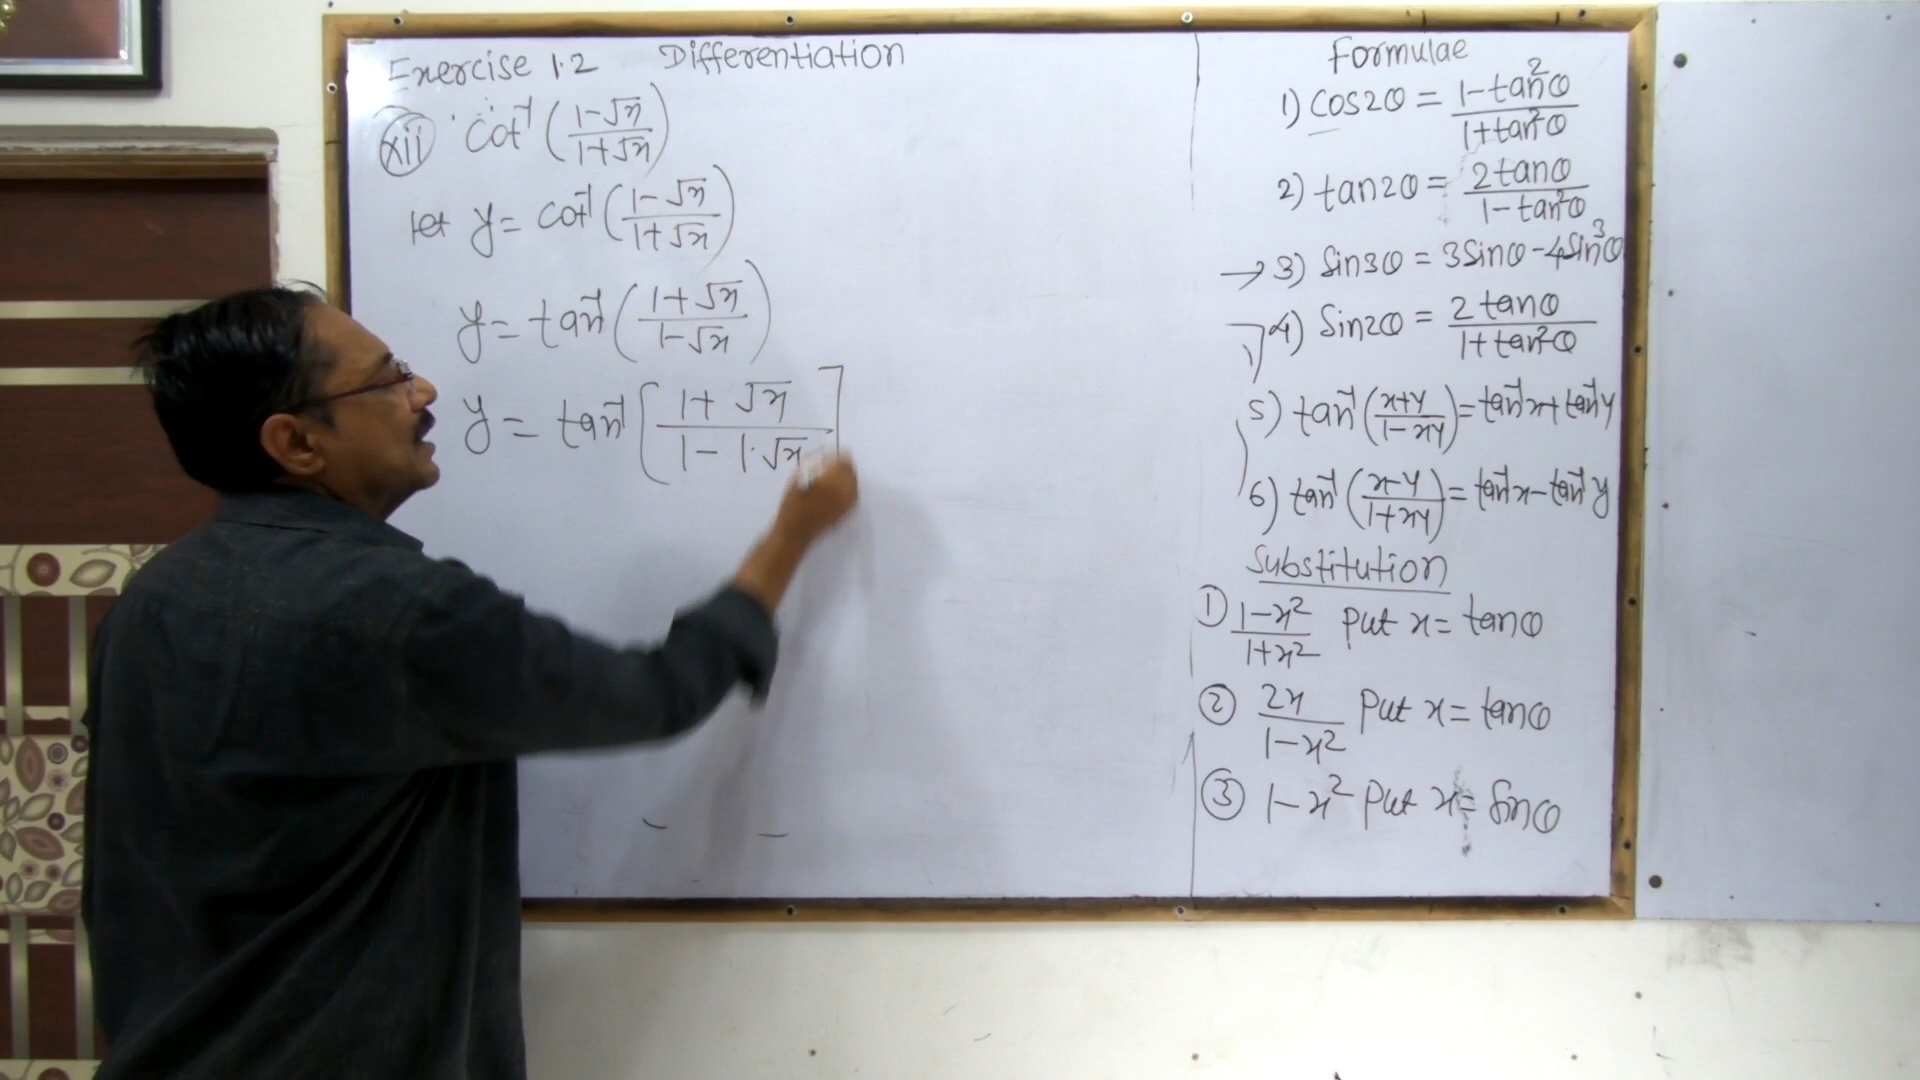 Exercise 1.2 Differentiation
(xii) cot⁻¹ ((1-√x)/(1+√x))
let y = cot⁻¹ ((1-√x)/(1+√x))
y = tan⁻¹ ((1+√x)/(1-√x))
y = tan⁻¹ [(1+√x)/(1-1·√x)]
Formulae
1) cos2θ = (1-tan²θ)/(1+tan²θ)
2) tan2θ = (2tanθ)/(1-tan²θ)
→ 3) sin3θ = 3sinθ-4sin³θ
4) sin2θ = (2tanθ)/(1+tan²θ)
5) tan⁻¹ ((x+y)/(1-xy)) = tan⁻¹x+tan⁻¹y
6) tan⁻¹ ((x-y)/(1+xy)) = tan⁻¹x-tan⁻¹y
Substitution
① (1-x²)/(1+x²) Put x = tanθ
② 2x/(1-x²) Put x = tanθ
③ 1-x² Put x = sinθ